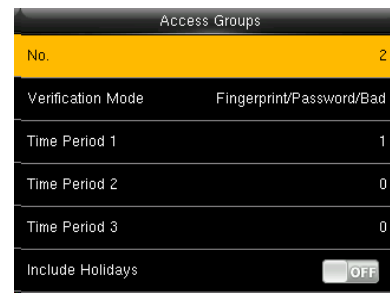 Access Groups
No. 2
Verification Mode Fingerprint/Password/Bad
Time Period 1 1
Time Period 2 0
Time Period 3 0
Include Holidays OFF